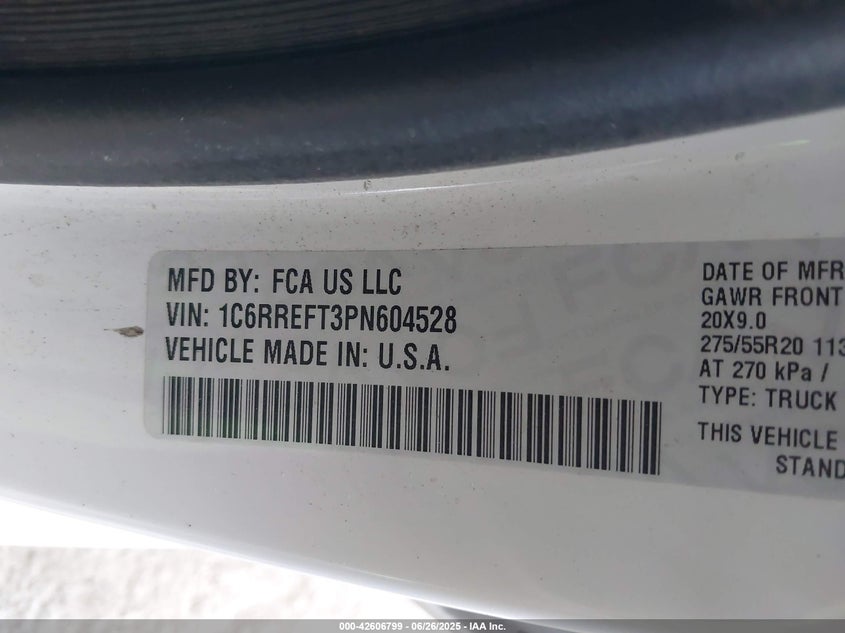 MFD BY: FCA US LLC
VIN: 1C6RREFT3PN604528
VEHICLE MADE IN: U.S.A.
DATE OF MFR
GAWR FRONT
20X9.0
275/55R20 113
AT 270 kPa /
TYPE: TRUCK
THIS VEHICLE
STAND
000-42606799 - 06/26/2025 - IAA Inc.